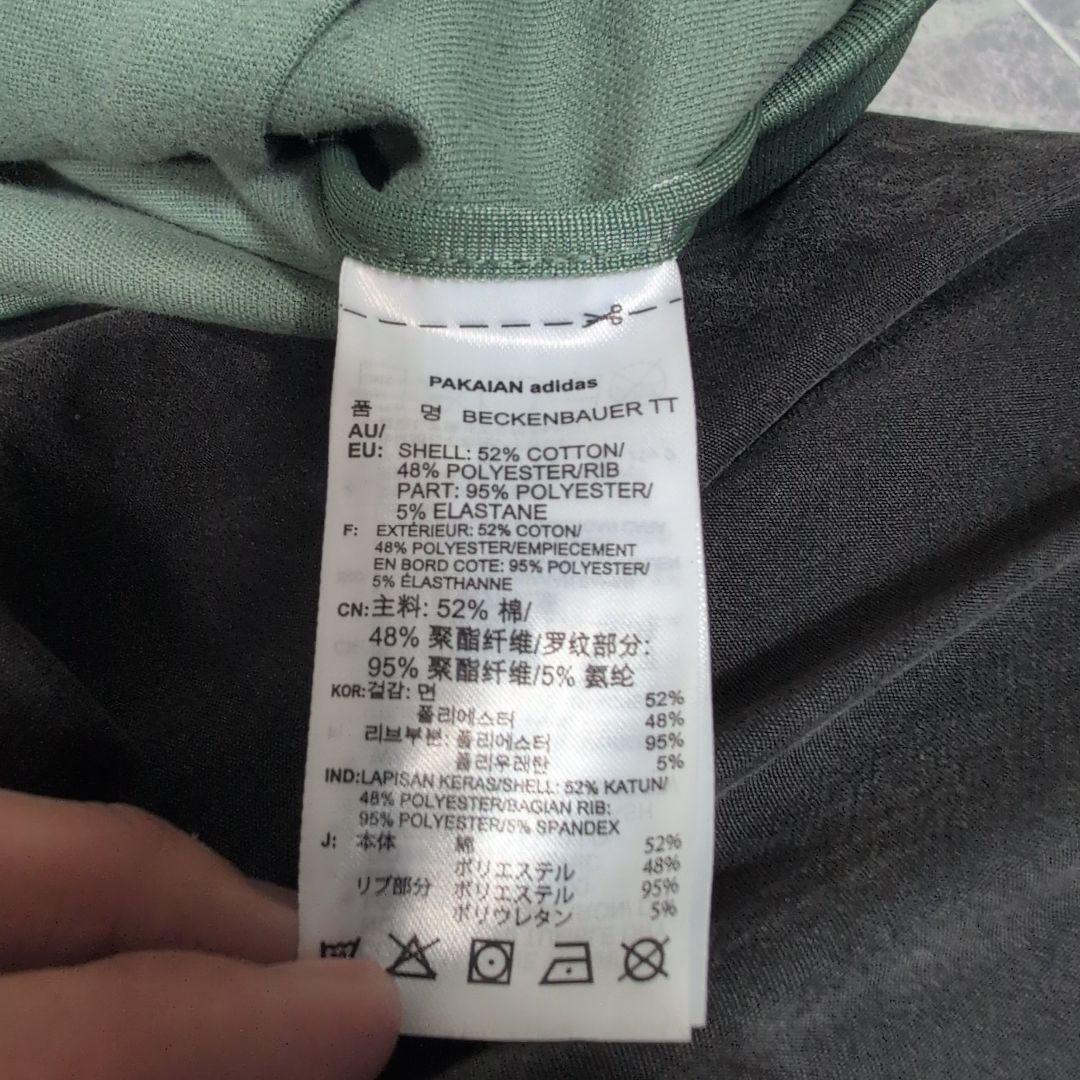 PAKAIAN adidas
품 명 BECKENBAUER TT
AU/
EU: SHELL: 52% COTTON/
48% POLYESTER/RIB
PART: 95% POLYESTER/
5% ELASTANE
F: EXTÉRIEUR: 52% COTON/
48% POLYESTER/EMPIECEMENT
EN BORD COTE: 95% POLYESTER/
5% ÉLASTHANNE
CN: 主料: 52% 棉/
48% 聚酯纤维/罗纹部分:
95% 聚酯纤维/5% 氨纶
KOR: 겉감: 면 52%
폴리에스터 48%
리브부분: 폴리에스터 95%
폴리우레탄 5%
IND: LAPISAN KERAS/SHELL: 52% KATUN/
48% POLYESTER/BAGIAN RIB:
95% POLYESTER/5% SPANDEX
J: 本体 綿 52%
ポリエステル 48%
リブ部分 ポリエステル 95%
ポリウレタン 5%